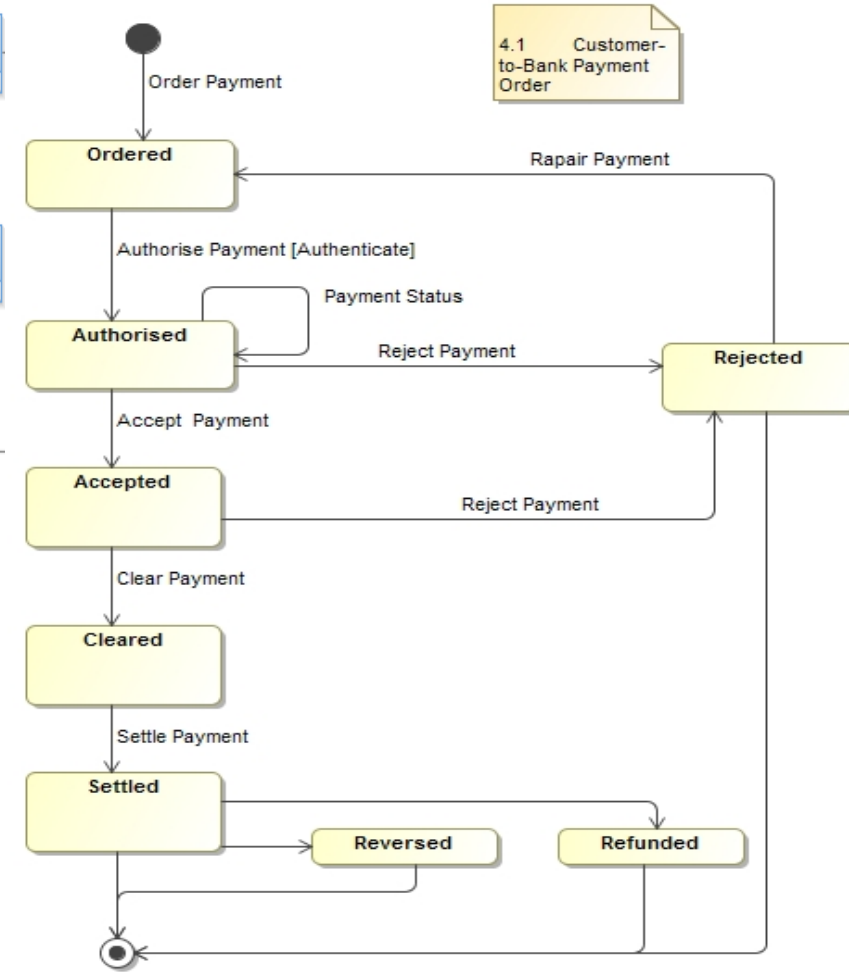 4.1 Customer-
to-Bank Payment
Order
Order Payment
Ordered
Rapair Payment
Authorise Payment [Authenticate]
Payment Status
Authorised
Reject Payment
Rejected
Accept Payment
Accepted
Reject Payment
Clear Payment
Cleared
Settle Payment
Settled
Reversed
Refunded